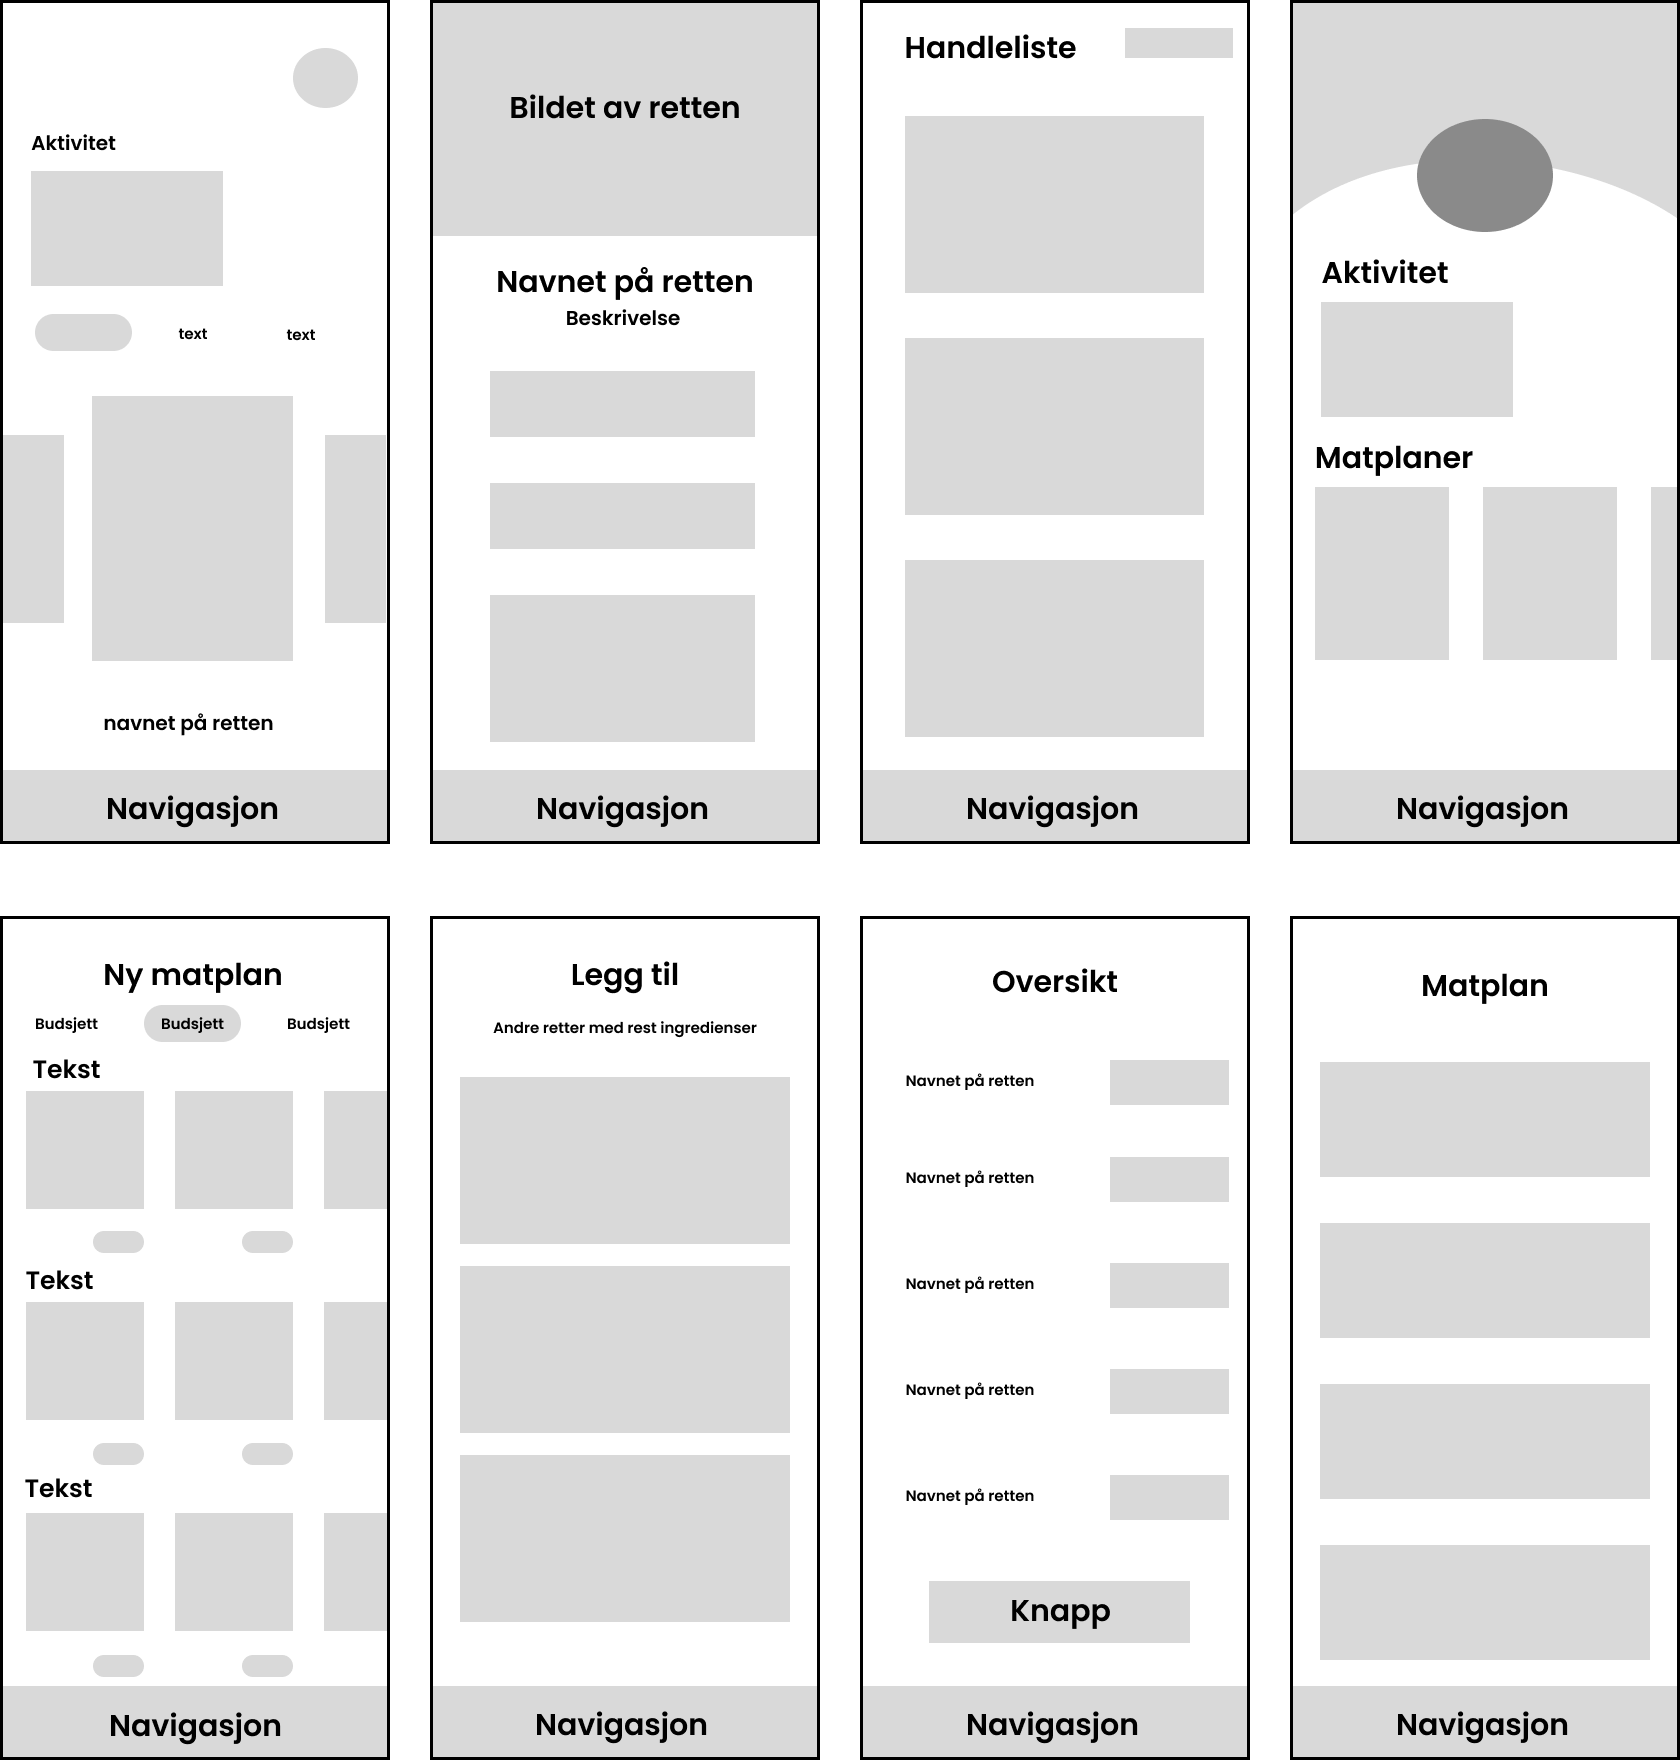 Aktivitet
text
text
navnet på retten
Navigasjon
Bildet av retten
Navnet på retten
Beskrivelse
Navigasjon
Handleliste
Navigasjon
Aktivitet
Matplaner
Navigasjon
Ny matplan
Budsjett
Budsjett
Budsjett
Tekst
Tekst
Tekst
Navigasjon
Legg til
Andre retter med rest ingredienser
Navigasjon
Oversikt
Navnet på retten
Navnet på retten
Navnet på retten
Navnet på retten
Navnet på retten
Knapp
Navigasjon
Matplan
Navigasjon